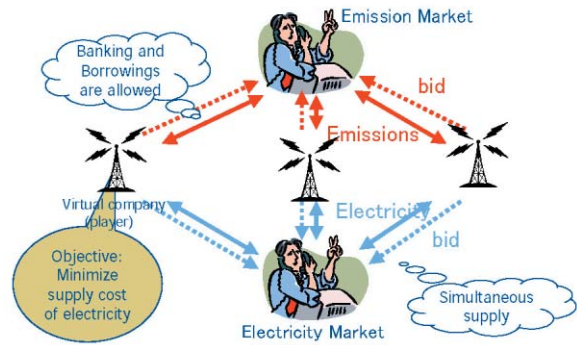 Emission Market
Banking and
Borrowings
are allowed
bid
Emissions
Virtual company
(player)
Electricity
bid
Objective:
Minimize
supply cost
of electricity
Simultaneous
supply
Electricity Market